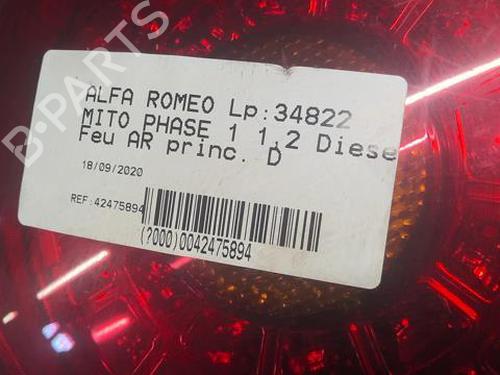 B-PARTS
ALFA ROMEO Lp:34822
MITO PHASE 1 1,2 Diese
Feu AR princ. D
18/09/2020
REF:42475894
(?000)0042475894